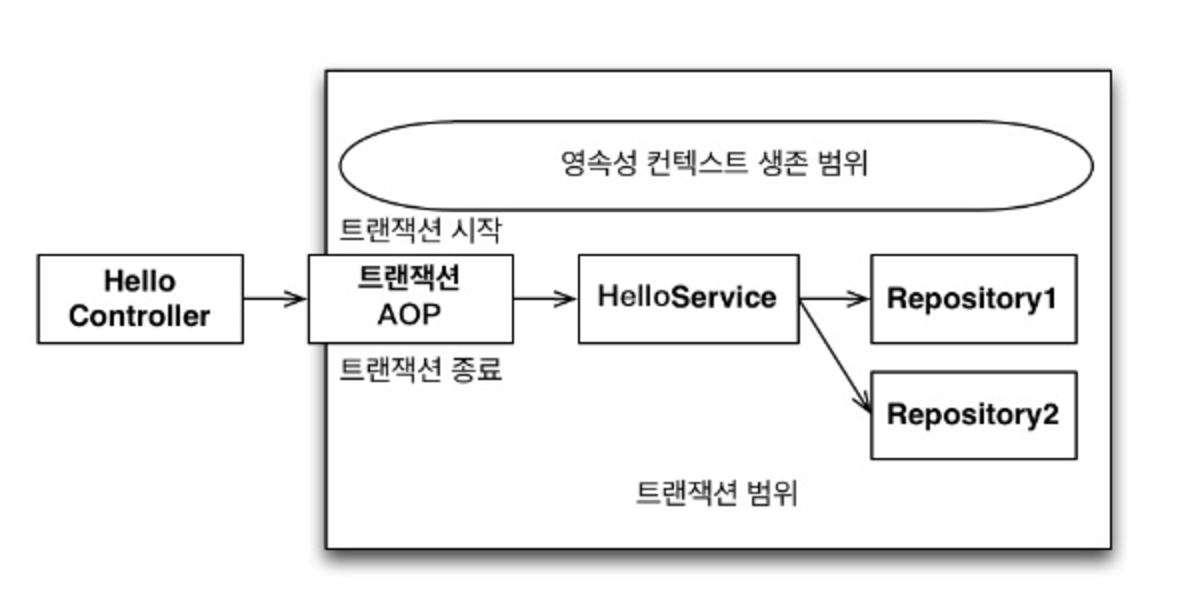 영속성 컨텍스트 생존 범위
트랜잭션 시작
Hello
Controller
트랜잭션
AOP
HelloService
Repository1
트랜잭션 종료
Repository2
트랜잭션 범위